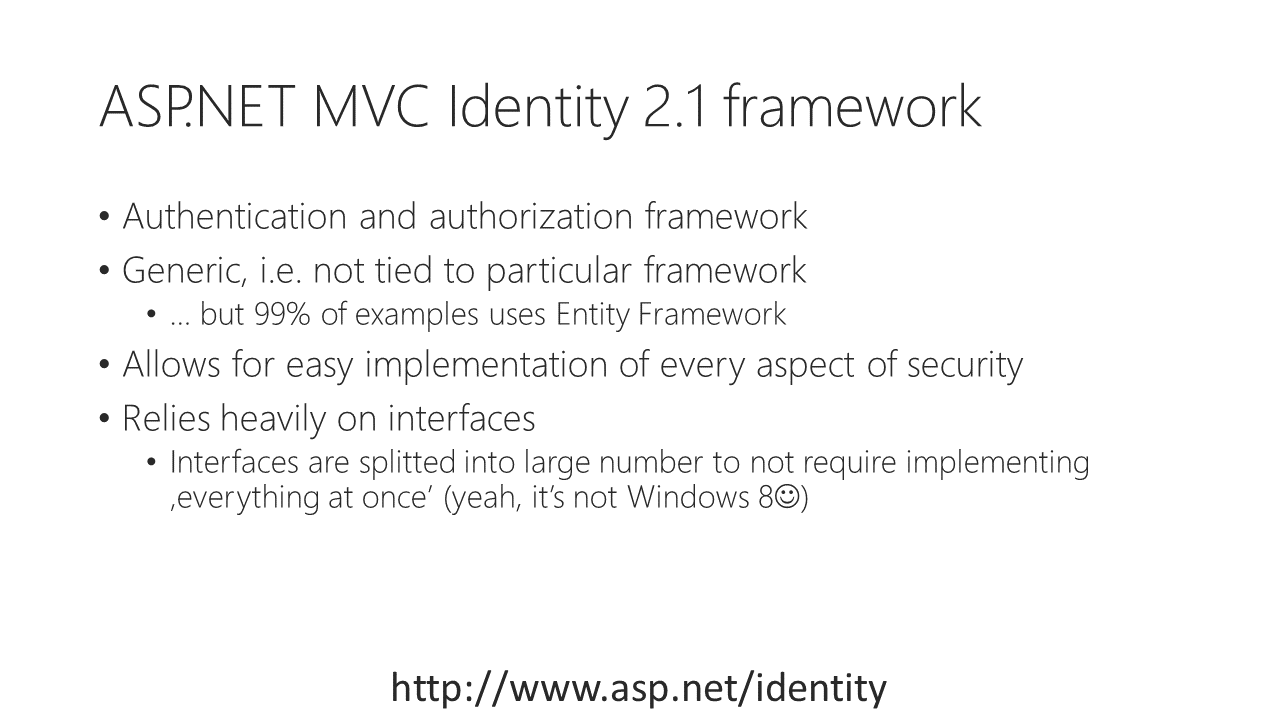 ASP.NET MVC Identity 2.1 framework
• Authentication and authorization framework
• Generic, i.e. not tied to particular framework
• … but 99% of examples uses Entity Framework
• Allows for easy implementation of every aspect of security
• Relies heavily on interfaces
• Interfaces are splitted into large number to not require implementing
‚everything at once’ (yeah, it’s not Windows 8☺)
http://www.asp.net/identity